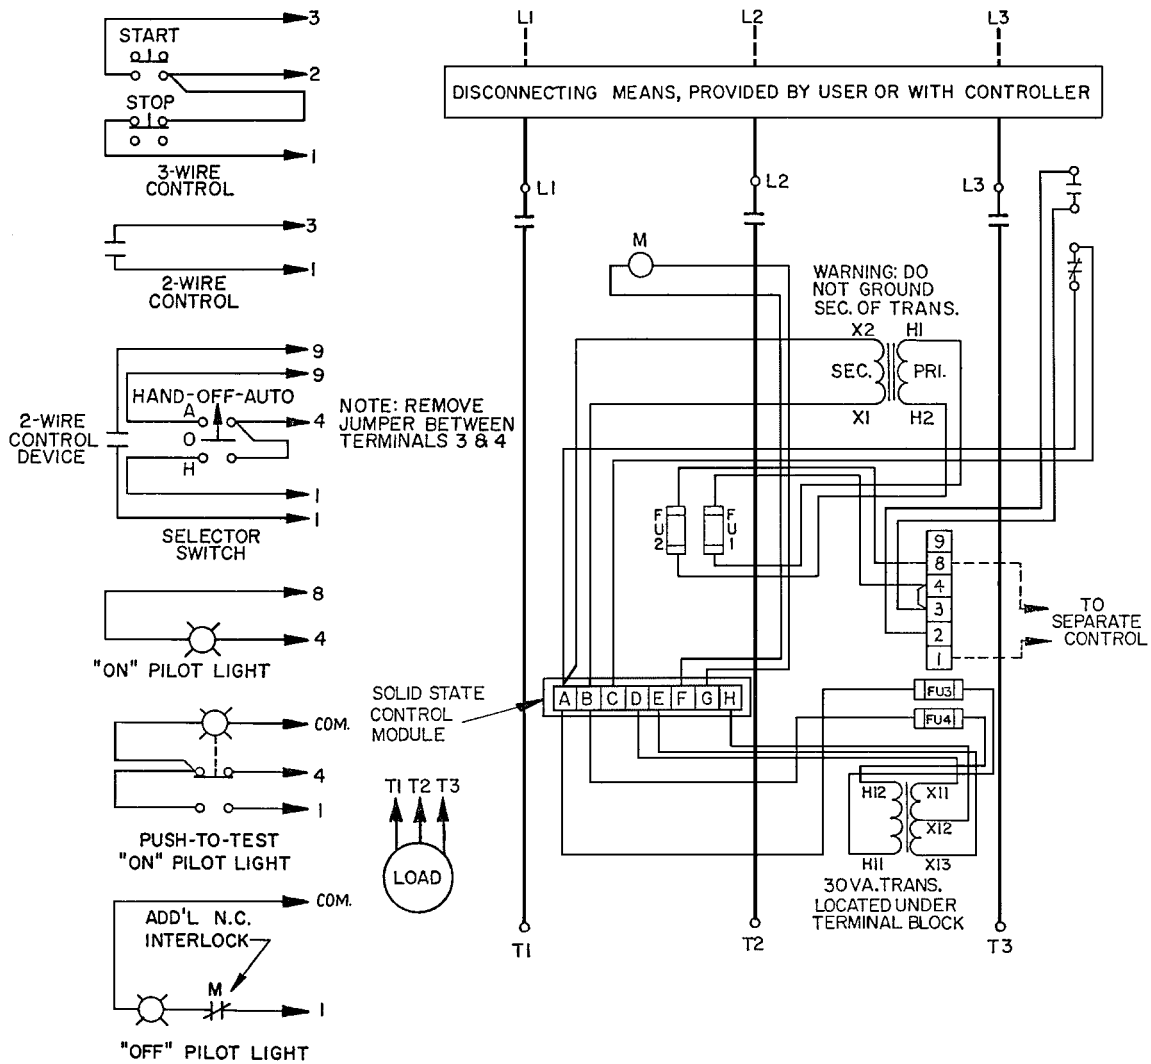 3
START
2
STOP
1
3-WIRE
CONTROL
3
1
2-WIRE
CONTROL
9
9
HAND-OFF-AUTO
A
4
O
H
2-WIRE
CONTROL
DEVICE
NOTE: REMOVE
JUMPER BETWEEN
TERMINALS 3 & 4
1
1
SELECTOR
SWITCH
8
4
"ON" PILOT LIGHT
COM.
4
1
PUSH-TO-TEST
"ON" PILOT LIGHT
COM.
ADD'L N.C.
INTERLOCK
M
1
"OFF" PILOT LIGHT
L1 L2 L3
DISCONNECTING MEANS, PROVIDED BY USER OR WITH CONTROLLER
L1 L2 L3
M
WARNING: DO
NOT GROUND
SEC. OF TRANS.
X2 H1
SEC. PRI.
X1 H2
FU2
FU1
9
8
4
3
2
1
TO
SEPARATE
CONTROL
SOLID STATE
CONTROL
MODULE
A B C D E F G H
FU3
FU4
H12 X11
X12
H11 X13
30VA. TRANS.
LOCATED UNDER
TERMINAL BLOCK
T1 T2 T3
LOAD
T1 T2 T3